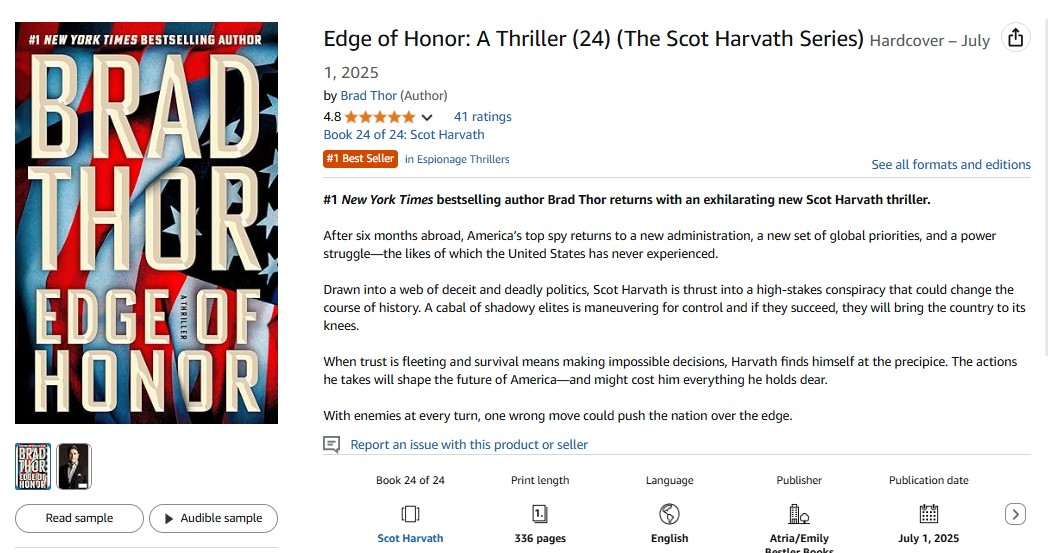 #1 NEW YORK TIMES BESTSELLING AUTHOR
BRAD
THOR
EDGE OF
A THRILLER
HONOR
Read sample
Audible sample
Edge of Honor: A Thriller (24) (The Scot Harvath Series) Hardcover – July
1, 2025
by Brad Thor (Author)
4.8 41 ratings
Book 24 of 24: Scot Harvath
#1 Best Seller in Espionage Thrillers
See all formats and editions
#1 New York Times bestselling author Brad Thor returns with an exhilarating new Scot Harvath thriller.
After six months abroad, America’s top spy returns to a new administration, a new set of global priorities, and a power
struggle—the likes of which the United States has never experienced.
Drawn into a web of deceit and deadly politics, Scot Harvath is thrust into a high-stakes conspiracy that could change the
course of history. A cabal of shadowy elites is maneuvering for control and if they succeed, they will bring the country to its
knees.
When trust is fleeting and survival means making impossible decisions, Harvath finds himself at the precipice. The actions
he takes will shape the future of America—and might cost him everything he holds dear.
With enemies at every turn, one wrong move could push the nation over the edge.
Report an issue with this product or seller
Book 24 of 24
Scot Harvath
Print length
1.
336 pages
Language
English
Publisher
Atria/Emily
Bestler Books
Publication date
July 1, 2025